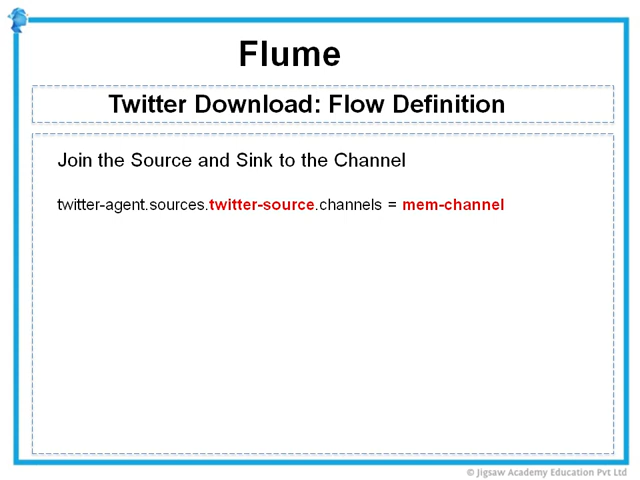 Flume
Twitter Download: Flow Definition
Join the Source and Sink to the Channel
twitter-agent.sources.twitter-source.channels = mem-channel
© Jigsaw Academy Education Pvt Ltd